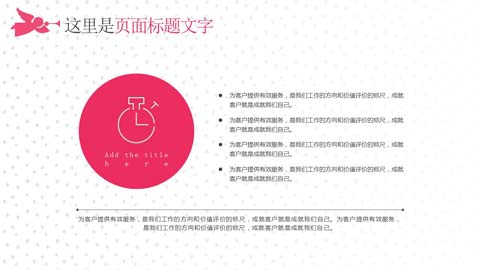 这里是页面标题文字
Add the title
here
为客户提供有效服务，是我们工作的方向和价值评价的标尺，成就
客户就是成就我们自己。
为客户提供有效服务，是我们工作的方向和价值评价的标尺，成就
客户就是成就我们自己。
为客户提供有效服务，是我们工作的方向和价值评价的标尺，成就
客户就是成就我们自己。
为客户提供有效服务，是我们工作的方向和价值评价的标尺，成就
客户就是成就我们自己。
为客户提供有效服务，是我们工作的方向和价值评价的标尺，成就客户就是成就我们自己。为客户提供有效服务，
是我们工作的方向和价值评价的标尺，成就客户就是成就我们自己。